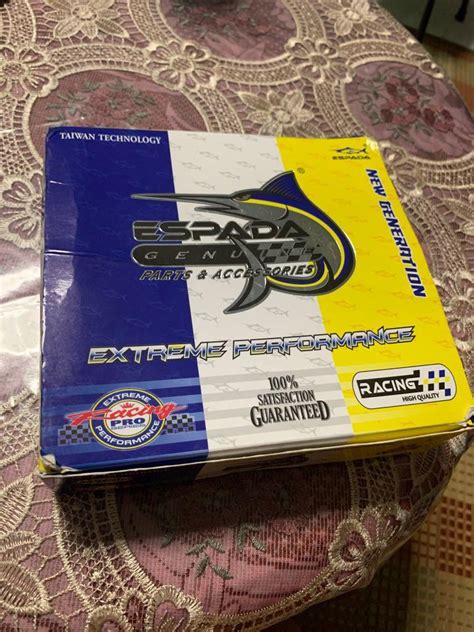 TAIWAN TECHNOLOGY
ESPADA
NEW GENERATION
ESPADA
®
GENUINE
PARTS & ACCESSORIES
EXTREME PERFORMANCE
100%
SATISFACTION
GUARANTEED
RACING
HIGH QUALITY
EXTREME
Racing
PRO
PERFORMANCE